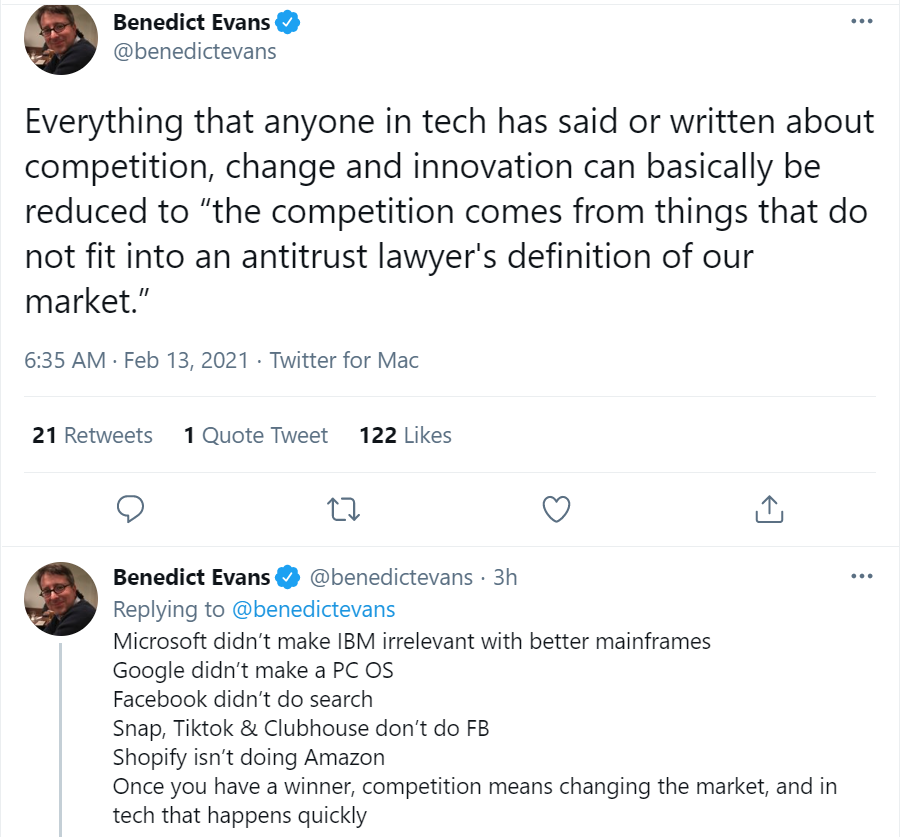 Benedict Evans
@benedictevans
Everything that anyone in tech has said or written about
competition, change and innovation can basically be
reduced to “the competition comes from things that do
not fit into an antitrust lawyer's definition of our
market.”
6:35 AM · Feb 13, 2021 · Twitter for Mac
21 Retweets 1 Quote Tweet 122 Likes
Benedict Evans @benedictevans · 3h
Replying to @benedictevans
Microsoft didn’t make IBM irrelevant with better mainframes
Google didn’t make a PC OS
Facebook didn’t do search
Snap, Tiktok & Clubhouse don’t do FB
Shopify isn’t doing Amazon
Once you have a winner, competition means changing the market, and in
tech that happens quickly